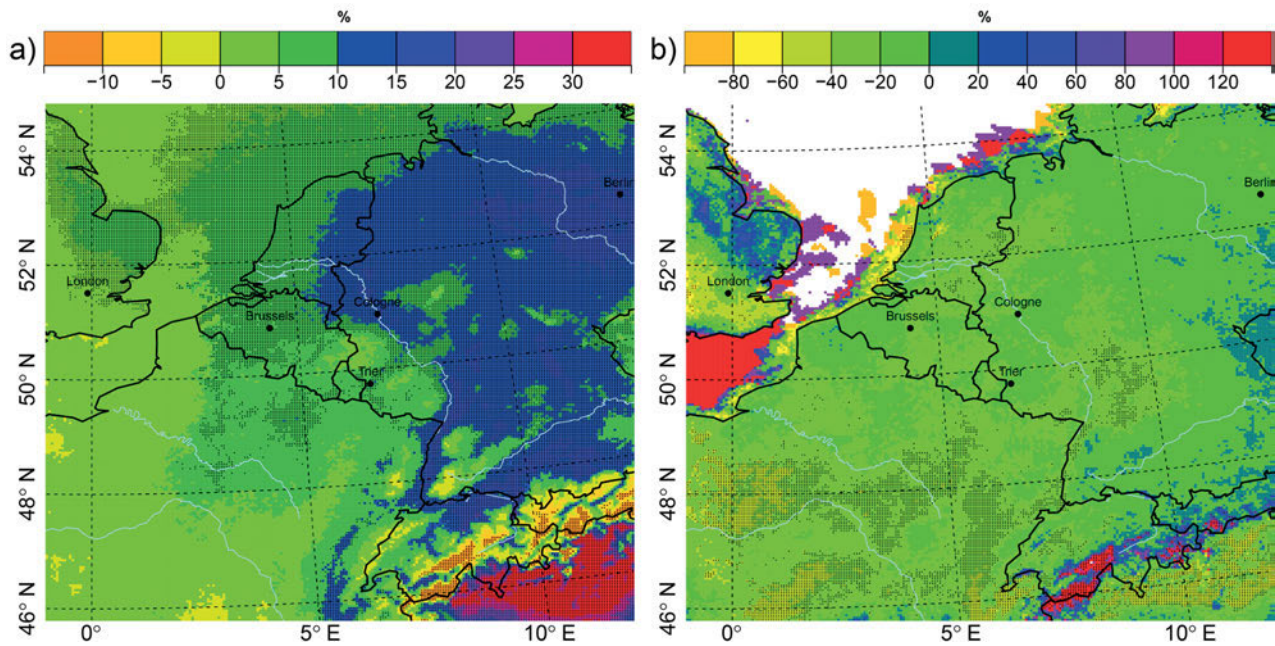 %
a)
−10 −5 0 5 10 15 20 25 30
54° N
52° N
50° N
48° N
46° N
London
Brussels
Cologne
Trier
Berlin
0° 5° E 10° E
%
b)
−80 −60 −40 −20 0 20 40 60 80 100 120
54° N
52° N
50° N
48° N
46° N
London
Brussels
Cologne
Trier
Berlin
0° 5° E 10° E